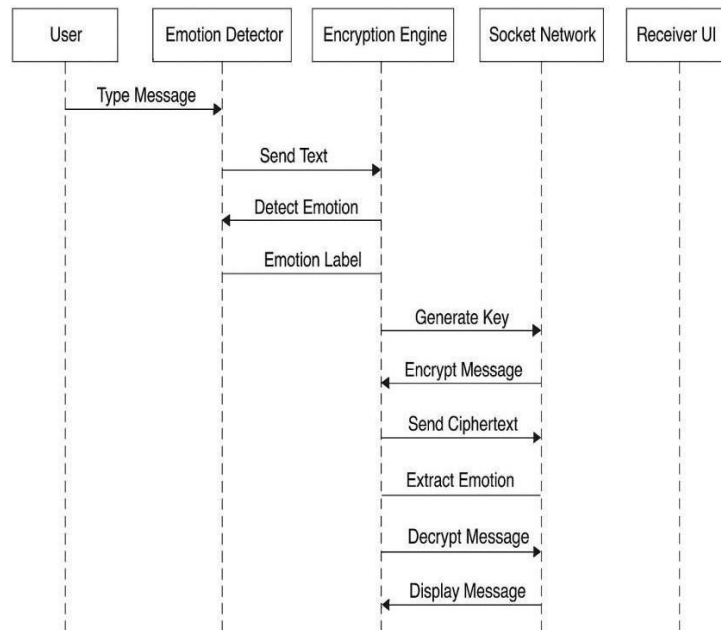 User
Emotion Detector
Encryption Engine
Socket Network
Receiver UI
Type Message
Send Text
Detect Emotion
Emotion Label
Generate Key
Encrypt Message
Send Ciphertext
Extract Emotion
Decrypt Message
Display Message